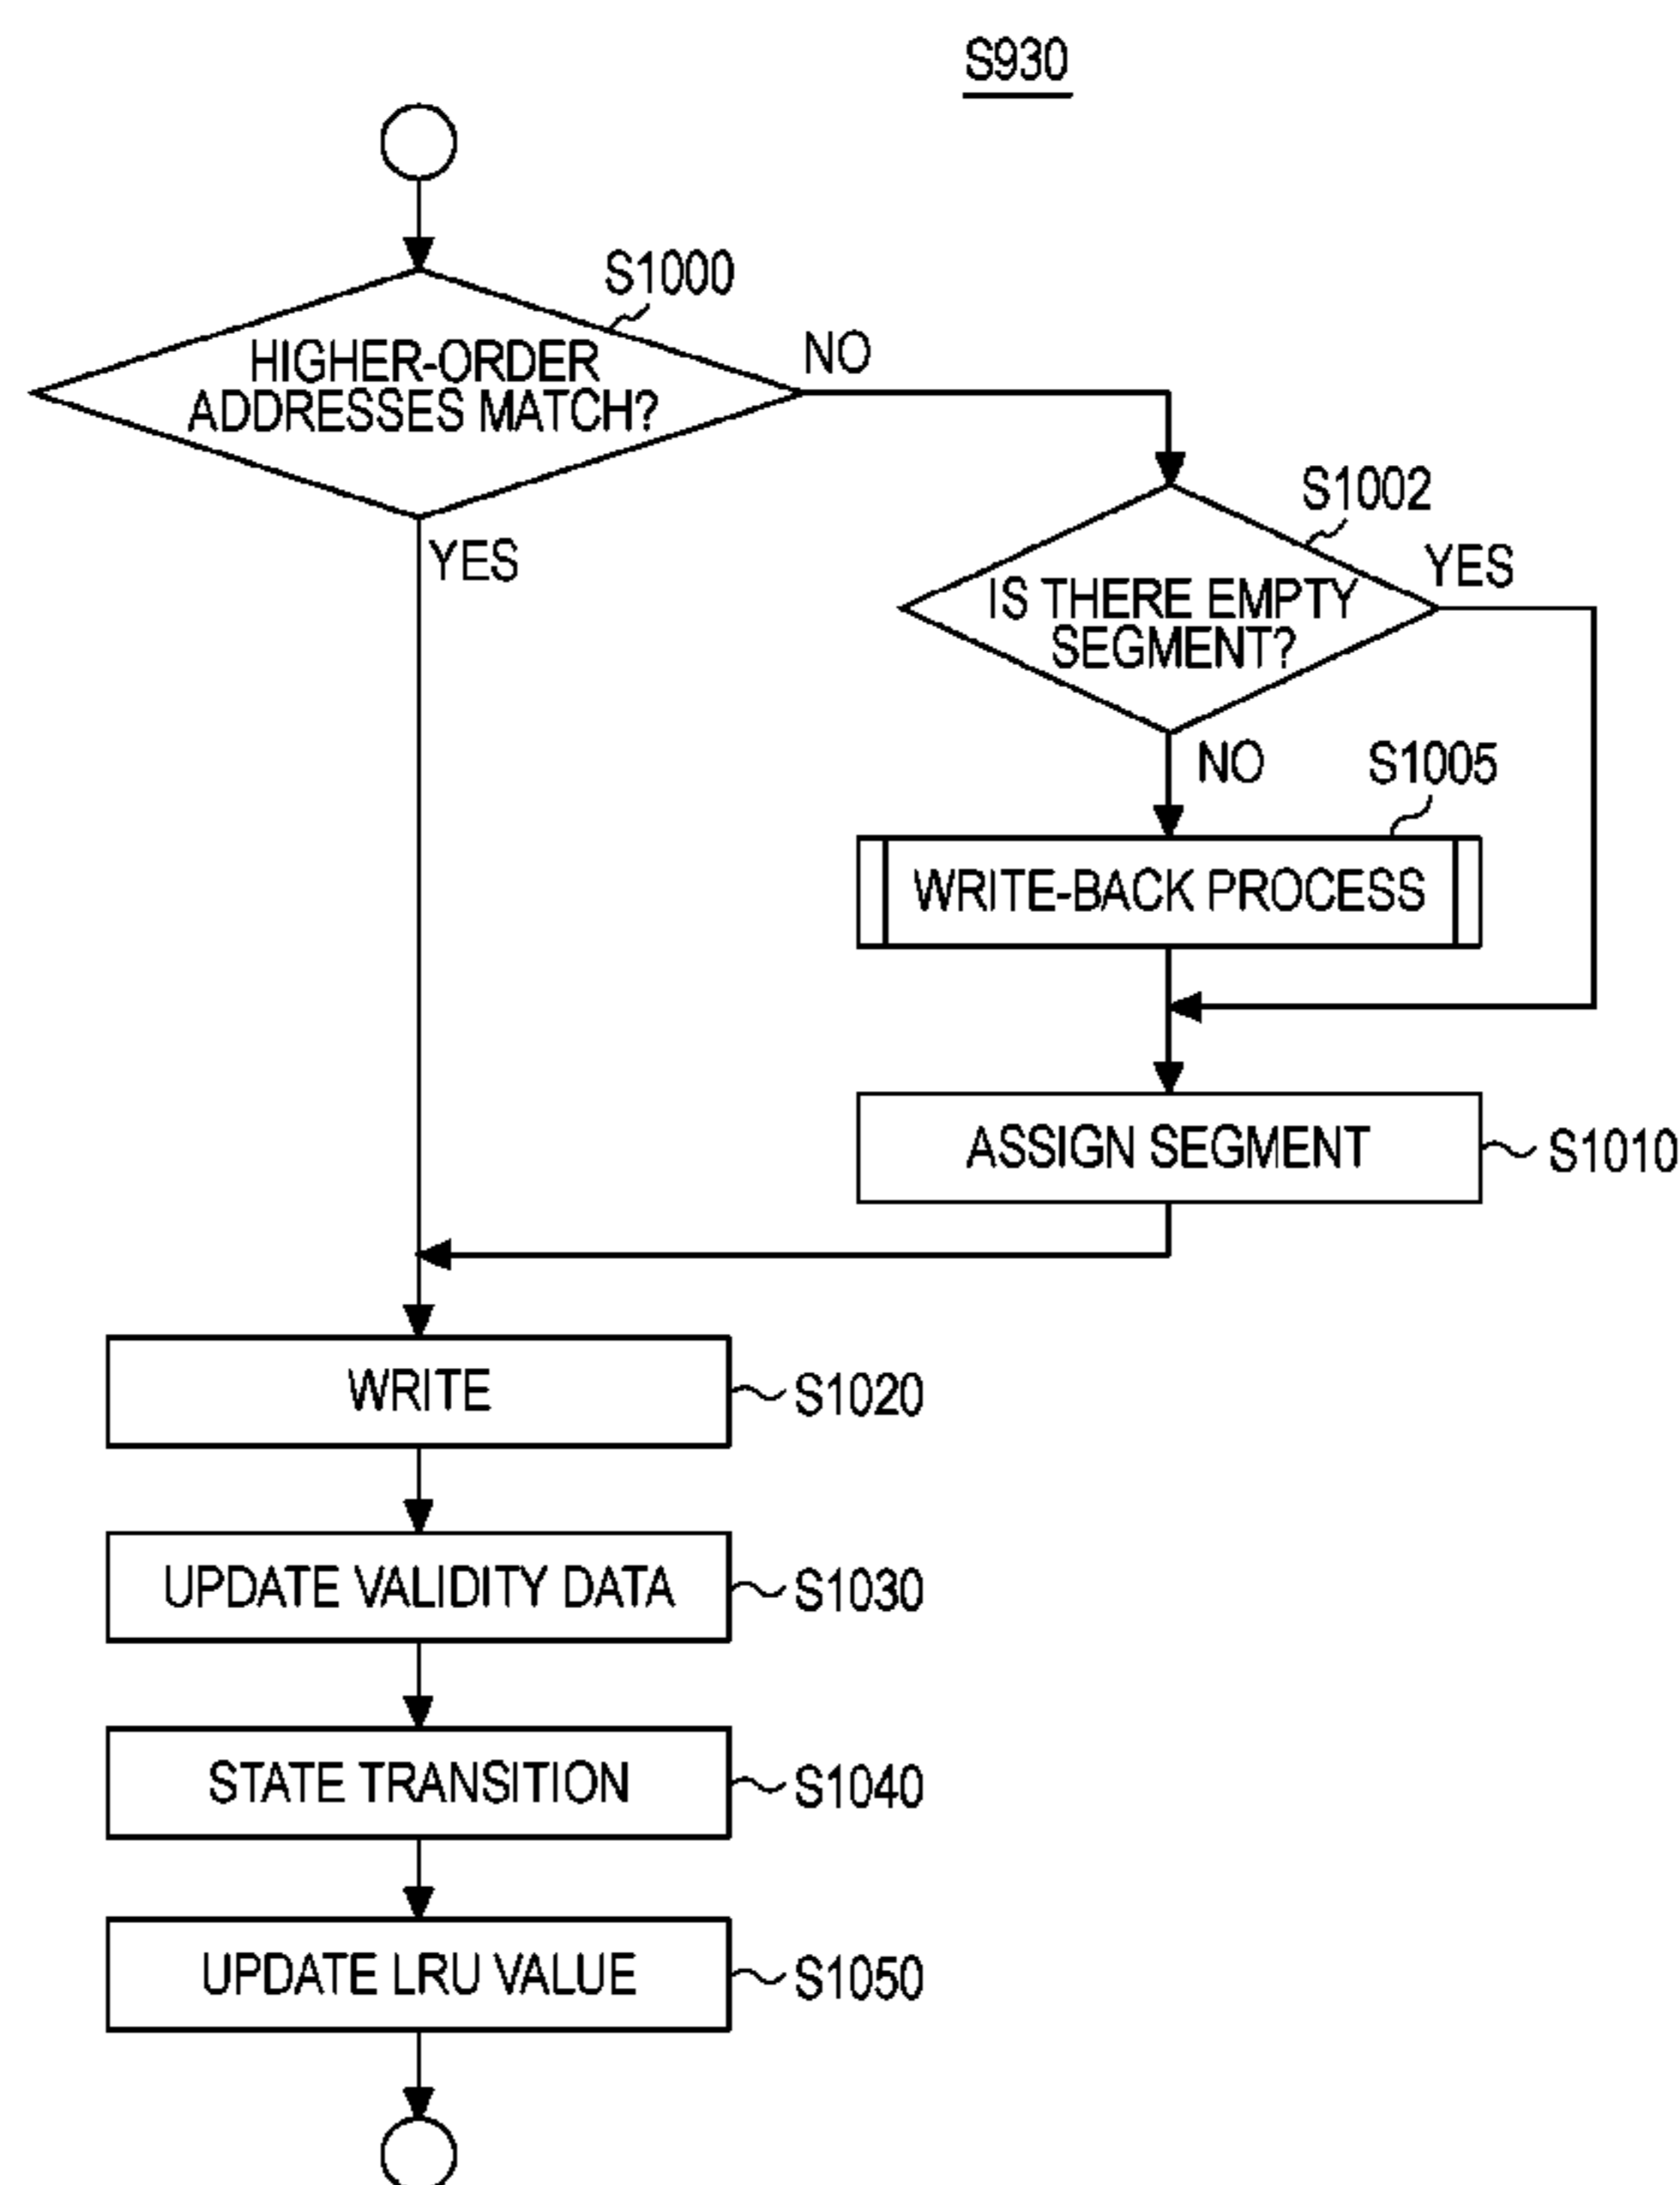 S930
S1000
HIGHER-ORDER
ADDRESSES MATCH?
NO
YES
S1002
IS THERE EMPTY
SEGMENT?
YES
NO
S1005
WRITE-BACK PROCESS
ASSIGN SEGMENT
S1010
WRITE
S1020
UPDATE VALIDITY DATA
S1030
STATE TRANSITION
S1040
UPDATE LRU VALUE
S1050